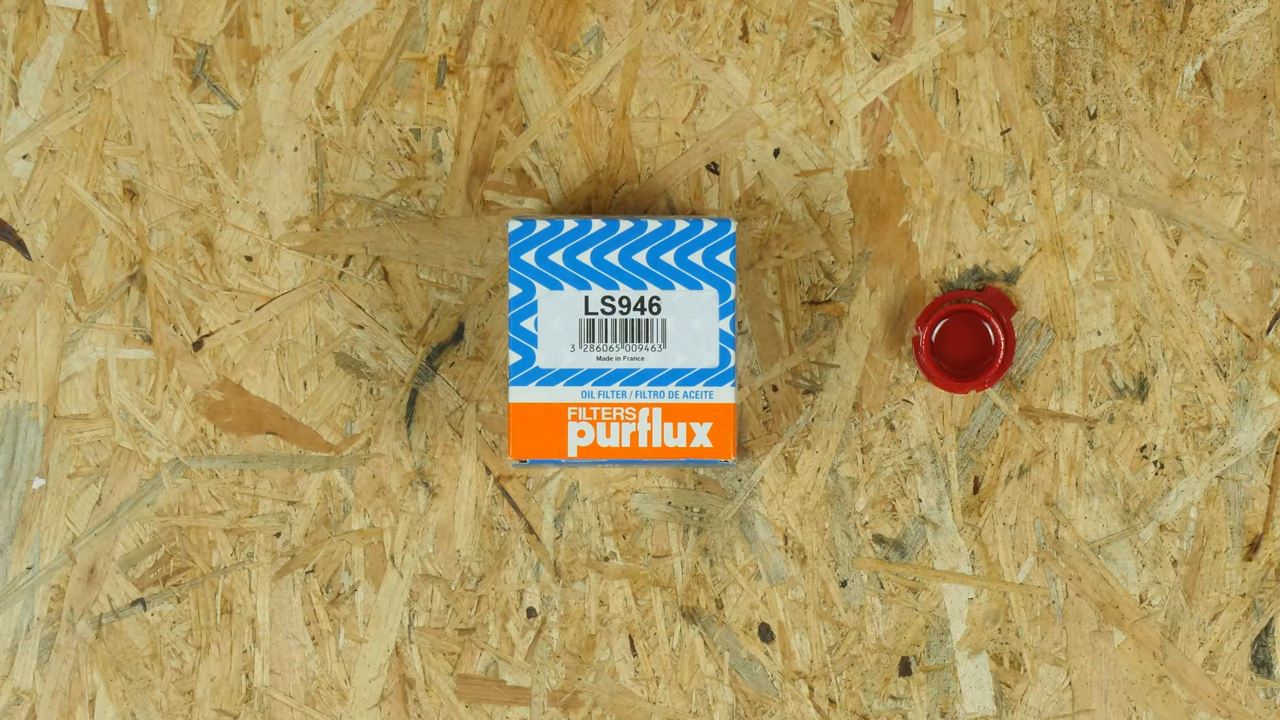 LS946
3 286065 009463
Made in France
OIL FILTER / FILTRO DE ACEITE
FILTERS
purflux